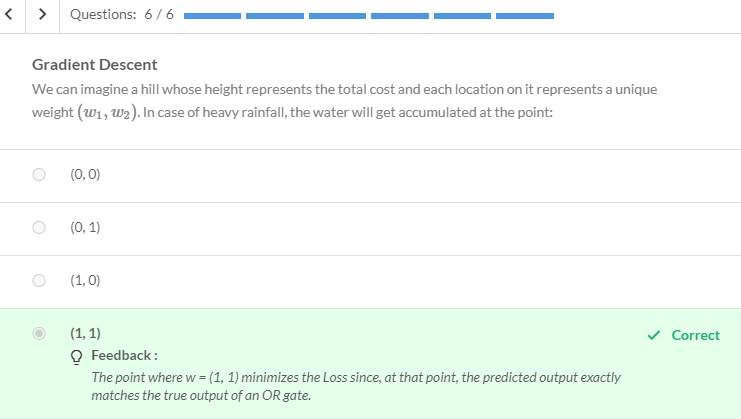 Questions: 6 / 6
Gradient Descent
We can imagine a hill whose height represents the total cost and each location on it represents a unique
weight (w₁, w₂). In case of heavy rainfall, the water will get accumulated at the point:
(0, 0)
(0, 1)
(1, 0)
(1, 1)
Correct
Feedback :
The point where w = (1, 1) minimizes the Loss since, at that point, the predicted output exactly
matches the true output of an OR gate.